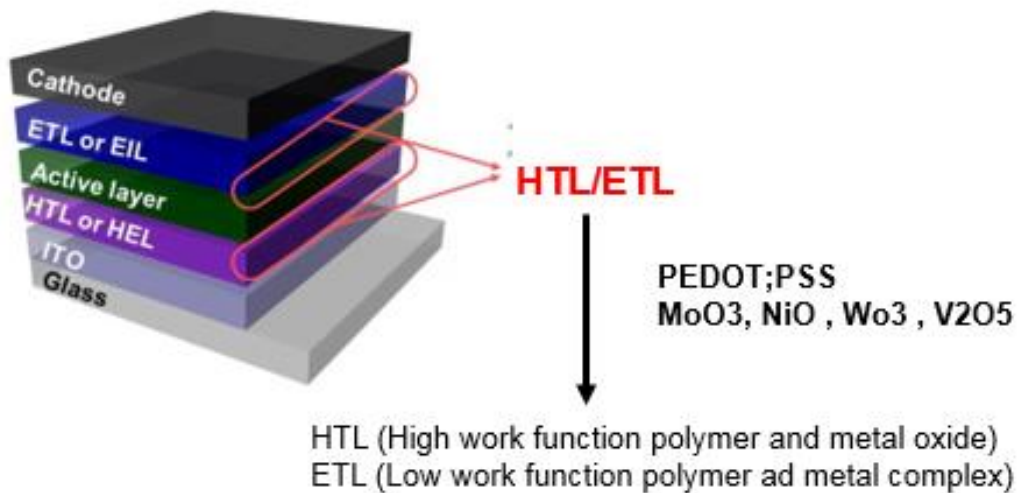 Cathode
ETL or EIL
Active layer
HTL or HEL
ITO
Glass
HTL/ETL
PEDOT;PSS
MoO3, NiO , Wo3 , V2O5
HTL (High work function polymer and metal oxide)
ETL (Low work function polymer ad metal complex)